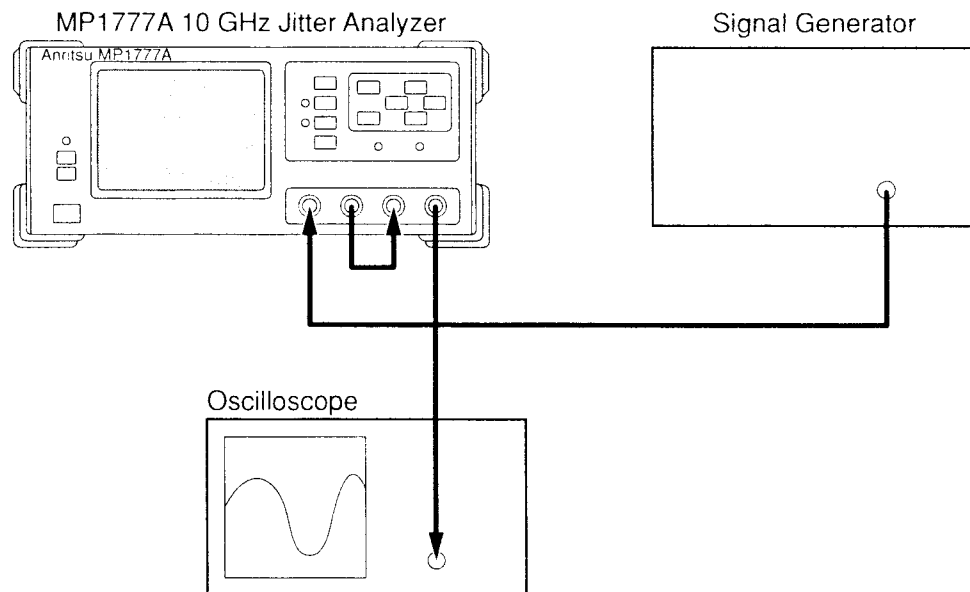 MP1777A 10 GHz Jitter Analyzer
Signal Generator
Anritsu MP1777A
Oscilloscope